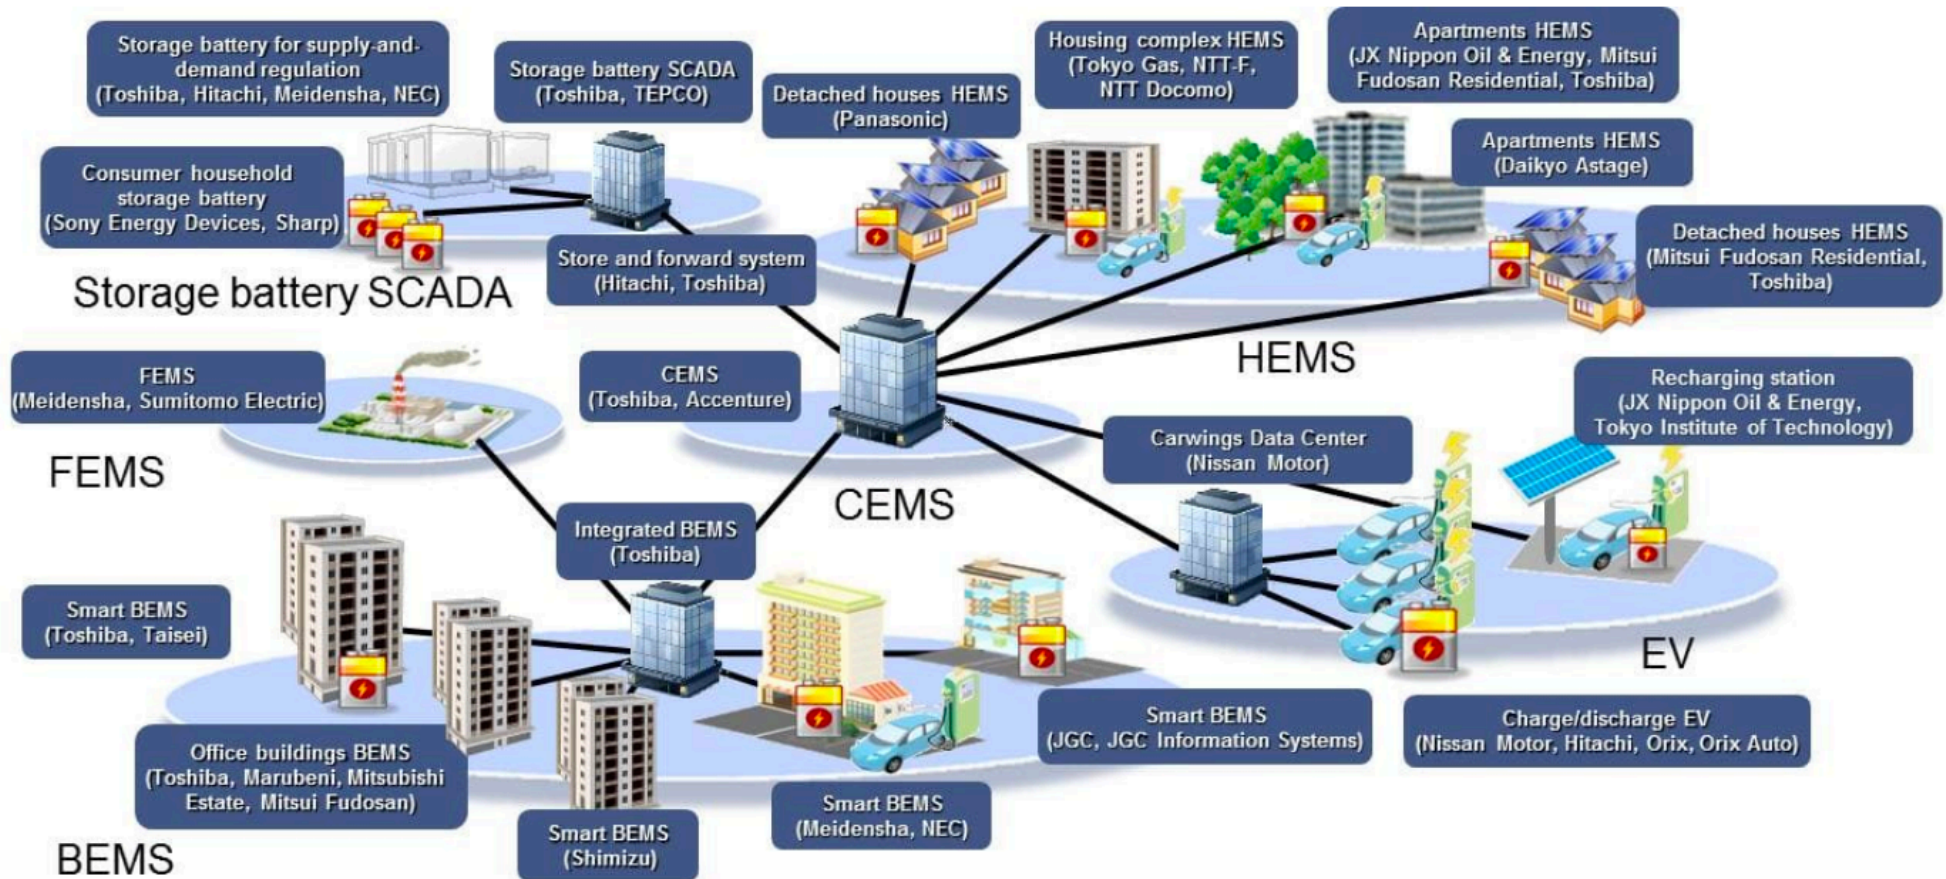 Storage battery for supply-and-
demand regulation
(Toshiba, Hitachi, Meidensha, NEC)
Storage battery SCADA
(Toshiba, TEPCO)
Detached houses HEMS
(Panasonic)
Housing complex HEMS
(Tokyo Gas, NTT-F,
NTT Docomo)
Apartments HEMS
(JX Nippon Oil & Energy, Mitsui
Fudosan Residential, Toshiba)
Apartments HEMS
(Daikyo Astage)
Consumer household
storage battery
(Sony Energy Devices, Sharp)
Detached houses HEMS
(Mitsui Fudosan Residential,
Toshiba)
Store and forward system
(Hitachi, Toshiba)
Storage battery SCADA
HEMS
FEMS
(Meidensha, Sumitomo Electric)
CEMS
(Toshiba, Accenture)
Recharging station
(JX Nippon Oil & Energy,
Tokyo Institute of Technology)
Carwings Data Center
(Nissan Motor)
FEMS
CEMS
Integrated BEMS
(Toshiba)
Smart BEMS
(Toshiba, Taisei)
EV
Office buildings BEMS
(Toshiba, Marubeni, Mitsubishi
Estate, Mitsui Fudosan)
Smart BEMS
(JGC, JGC Information Systems)
Charge/discharge EV
(Nissan Motor, Hitachi, Orix, Orix Auto)
Smart BEMS
(Meidensha, NEC)
Smart BEMS
(Shimizu)
BEMS